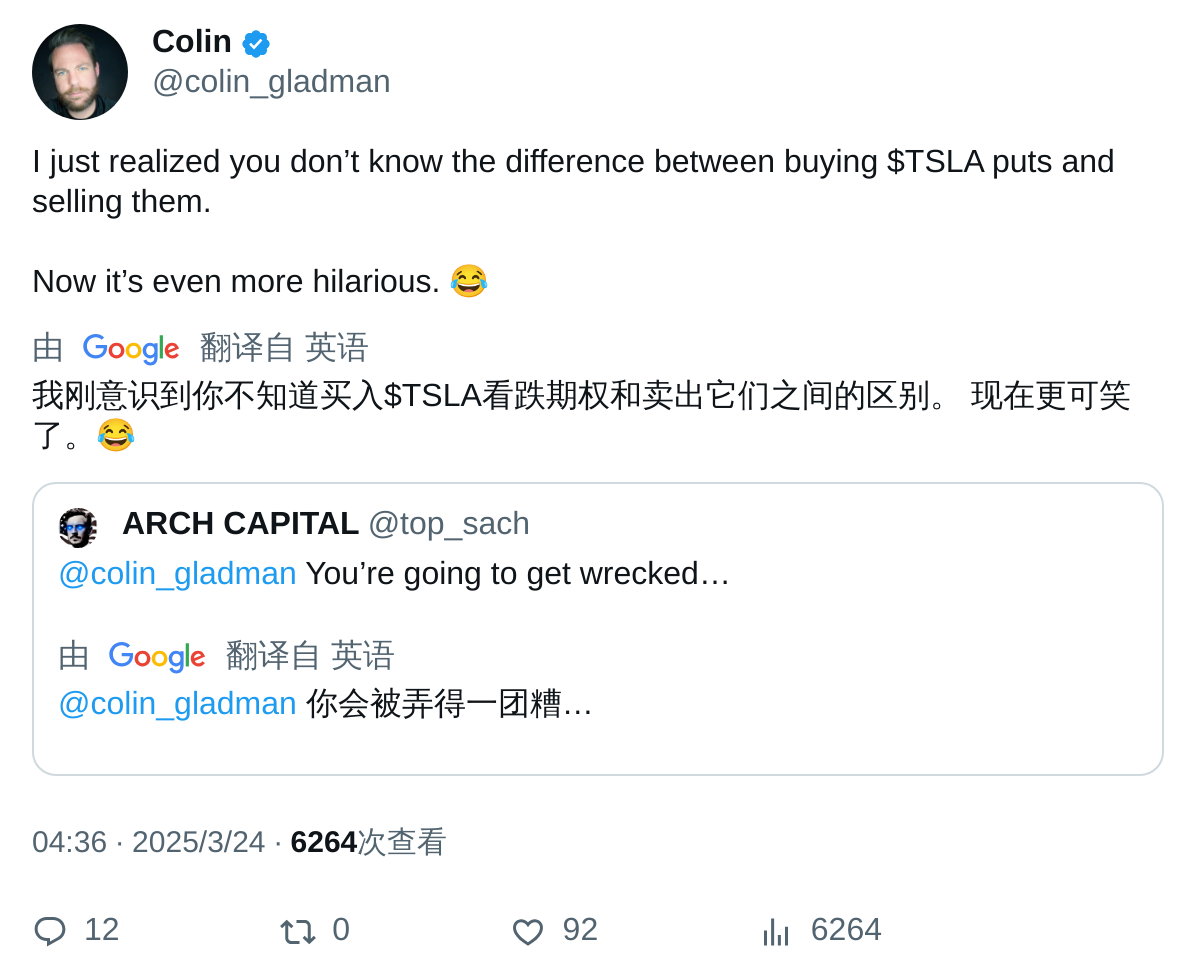 Colin
@colin_gladman
I just realized you don’t know the difference between buying $TSLA puts and
selling them.
Now it’s even more hilarious. 😂
由 Google 翻译自 英语
我刚意识到你不知道买入$TSLA看跌期权和卖出它们之间的区别。 现在更可笑
了。😂
ARCH CAPITAL @top_sach
@colin_gladman You’re going to get wrecked…
由 Google 翻译自 英语
@colin_gladman 你会被弄得一团糟…
04:36 · 2025/3/24 · 6264次查看
12 0 92 6264